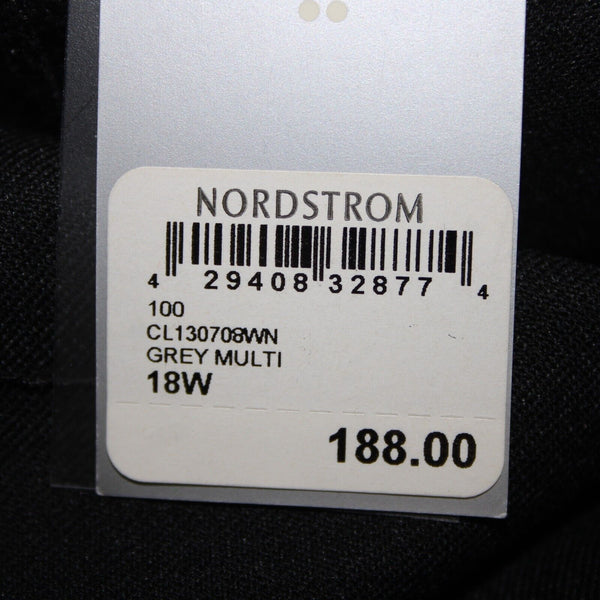 NORDSTROM
4 29408 32877 4
100
CL130708WN
GREY MULTI
18W
188.00